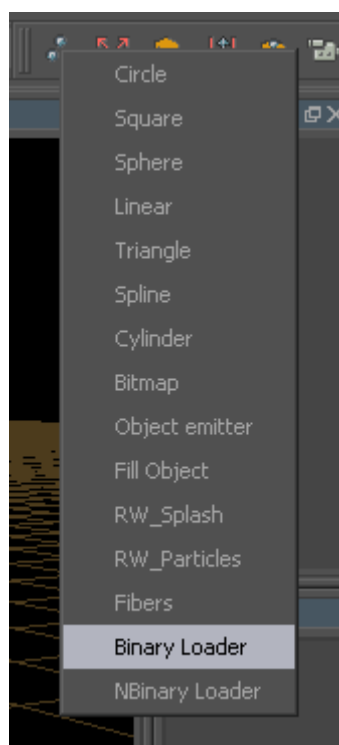 Circle
Square
Sphere
Linear
Triangle
Spline
Cylinder
Bitmap
Object emitter
Fill Object
RW_Splash
RW_Particles
Fibers
Binary Loader
NBinary Loader